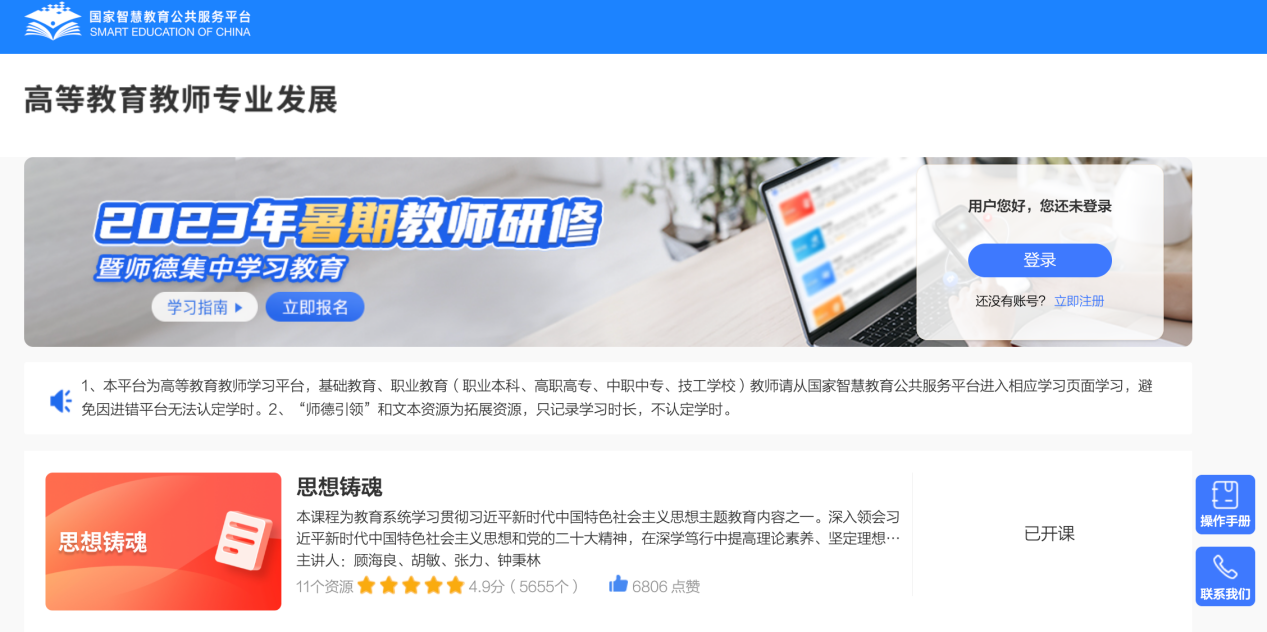 国家智慧教育公共服务平台
SMART EDUCATION OF CHINA
高等教育教师专业发展
2023年暑期教师研修
暨师德集中学习教育
学习指南
立即报名
用户您好，您还未登录
登录
还没有账号？ 立即注册
1、本平台为高等教育教师学习平台，基础教育、职业教育（职业本科、高职高专、中职中专、技工学校）教师请从国家智慧教育公共服务平台进入相应学习页面学习，避
免因进错平台无法认定学时。2、“师德引领”和文本资源为拓展资源，只记录学习时长，不认定学时。
思想铸魂
思想铸魂
本课程为教育系统学习贯彻习近平新时代中国特色社会主义思想主题教育内容之一。深入领会习
近平新时代中国特色社会主义思想和党的二十大精神，在深学笃行中提高理论素养、坚定理想…
主讲人：顾海良、胡敏、张力、钟秉林
11个资源 4.9分（5655个） 6806 点赞
已开课
操作手册
联系我们